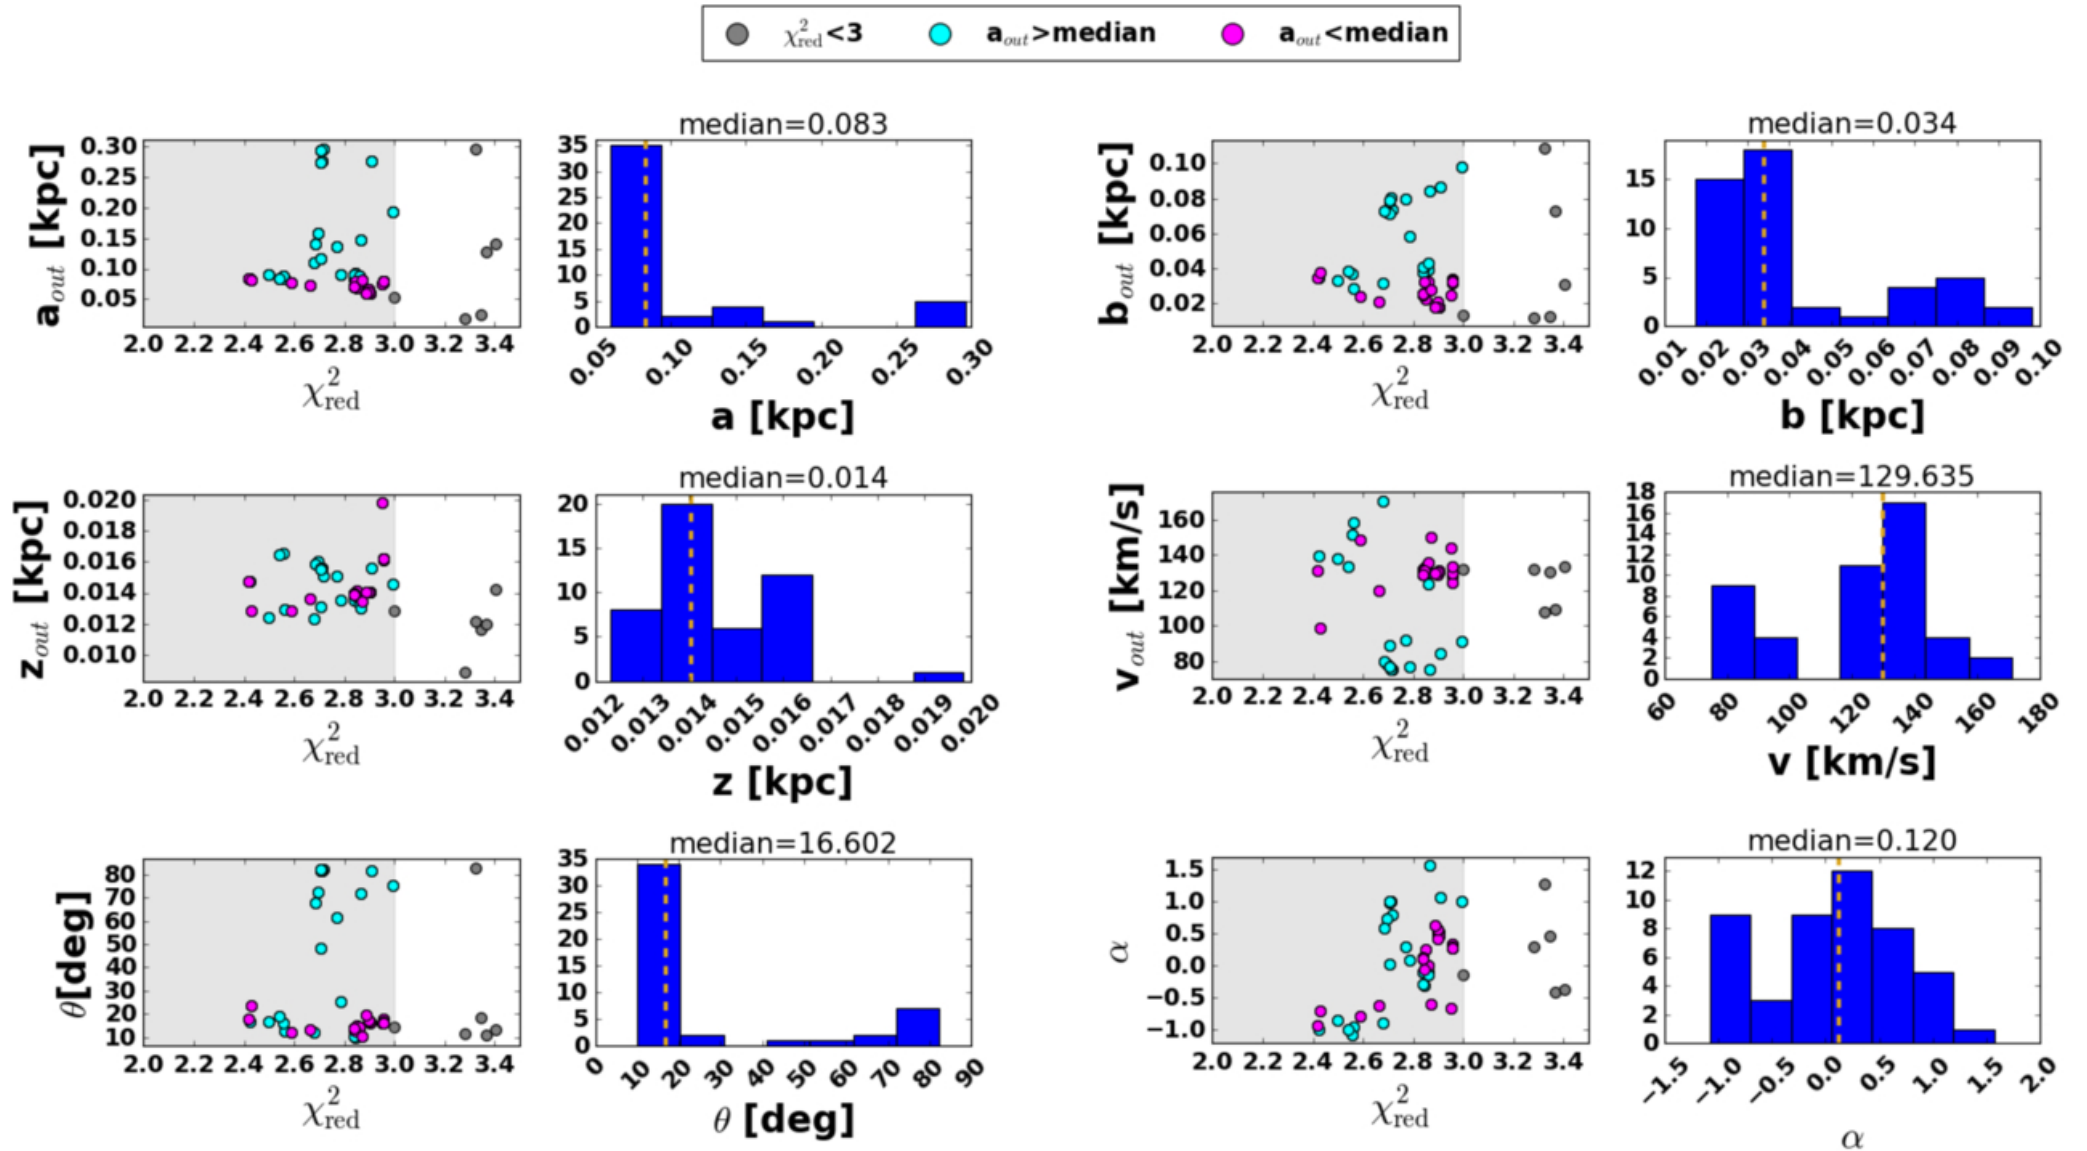 χ²red<3 a_out>median a_out<median
median=0.083
a_out [kpc]
0.30
0.25
0.20
0.15
0.10
0.05
2.0 2.2 2.4 2.6 2.8 3.0 3.2 3.4
χ²red
35
30
25
20
15
10
5
0
0.05 0.10 0.15 0.20 0.25 0.30
a [kpc]
median=0.034
b_out [kpc]
0.10
0.08
0.06
0.04
0.02
2.0 2.2 2.4 2.6 2.8 3.0 3.2 3.4
χ²red
15
10
5
0
0.01 0.02 0.03 0.04 0.05 0.06 0.07 0.08 0.09 0.10
b [kpc]
median=0.014
z_out [kpc]
0.020
0.018
0.016
0.014
0.012
0.010
2.0 2.2 2.4 2.6 2.8 3.0 3.2 3.4
χ²red
20
15
10
5
0
0.012 0.013 0.014 0.015 0.016 0.017 0.018 0.019 0.020
z [kpc]
median=129.635
v_out [km/s]
160
140
120
100
80
2.0 2.2 2.4 2.6 2.8 3.0 3.2 3.4
χ²red
18
16
14
12
10
8
6
4
2
0
60 80 100 120 140 160 180
v [km/s]
median=16.602
θ[deg]
80
70
60
50
40
30
20
10
2.0 2.2 2.4 2.6 2.8 3.0 3.2 3.4
χ²red
35
30
25
20
15
10
5
0
0 10 20 30 40 50 60 70 80 90
θ [deg]
median=0.120
α
1.5
1.0
0.5
0.0
−0.5
−1.0
2.0 2.2 2.4 2.6 2.8 3.0 3.2 3.4
χ²red
12
10
8
6
4
2
0
−1.5 −1.0 −0.5 0.0 0.5 1.0 1.5 2.0
α